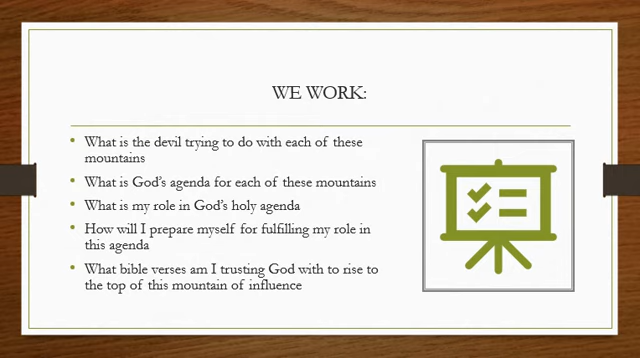 WE WORK:
• What is the devil trying to do with each of these
mountains
• What is God's agenda for each of these mountains
• What is my role in God's holy agenda
• How will I prepare myself for fulfilling my role in
this agenda
• What bible verses am I trusting God with to rise to
the top of this mountain of influence